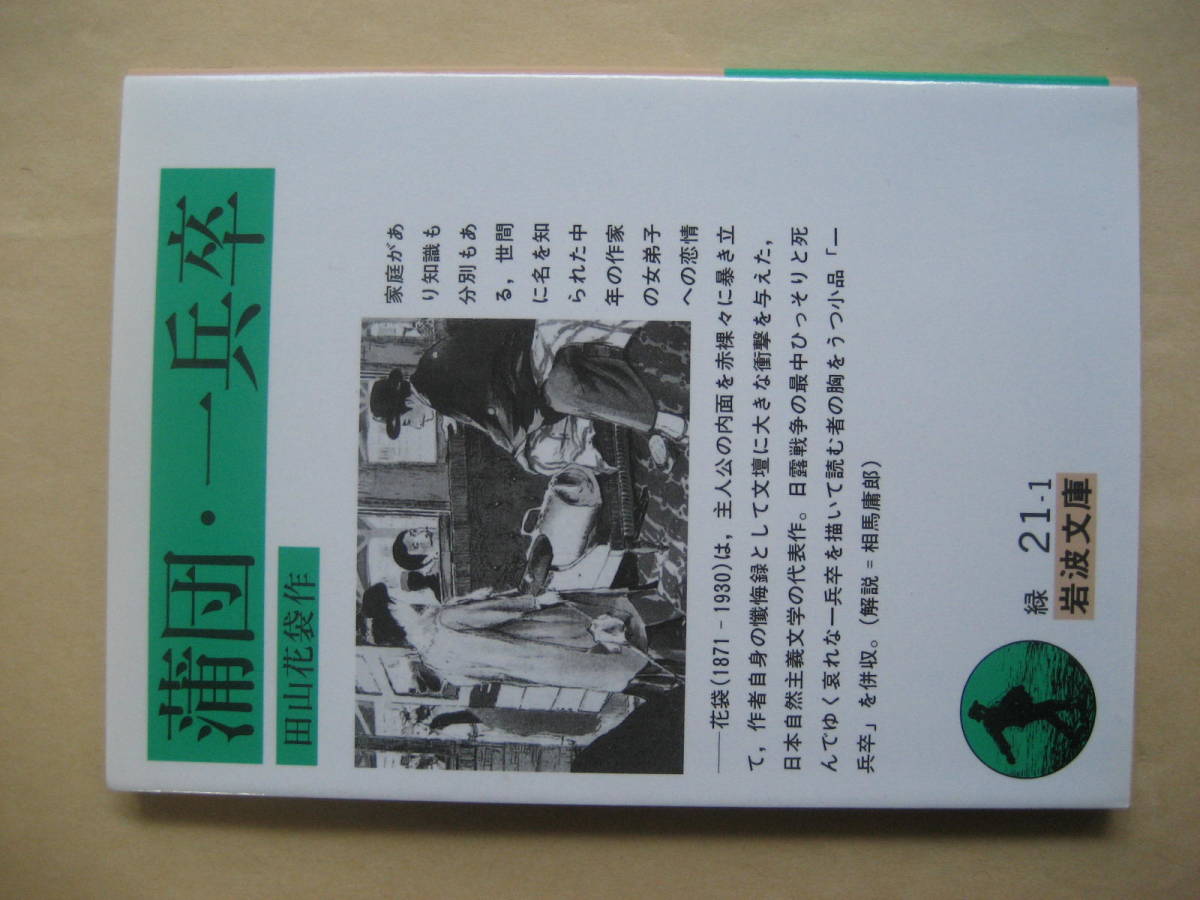 蒲団・一兵卒
田山花袋作
家庭があ
り知識も
分別もあ
る，世間
に名を知
られた中
年の作家
の女弟子
への恋情
――花袋(1871‐1930)は，主人公の内面を赤裸々に暴き立
て，作者自身の懺悔録として文壇に大きな衝撃を与えた，
日本自然主義文学の代表作。日露戦争の最中ひっそりと死
んでゆく哀れな一兵卒を描いて読む者の胸をうつ小品「一
兵卒」を併収。(解説＝相馬庸郎)
緑 21-1
岩波文庫